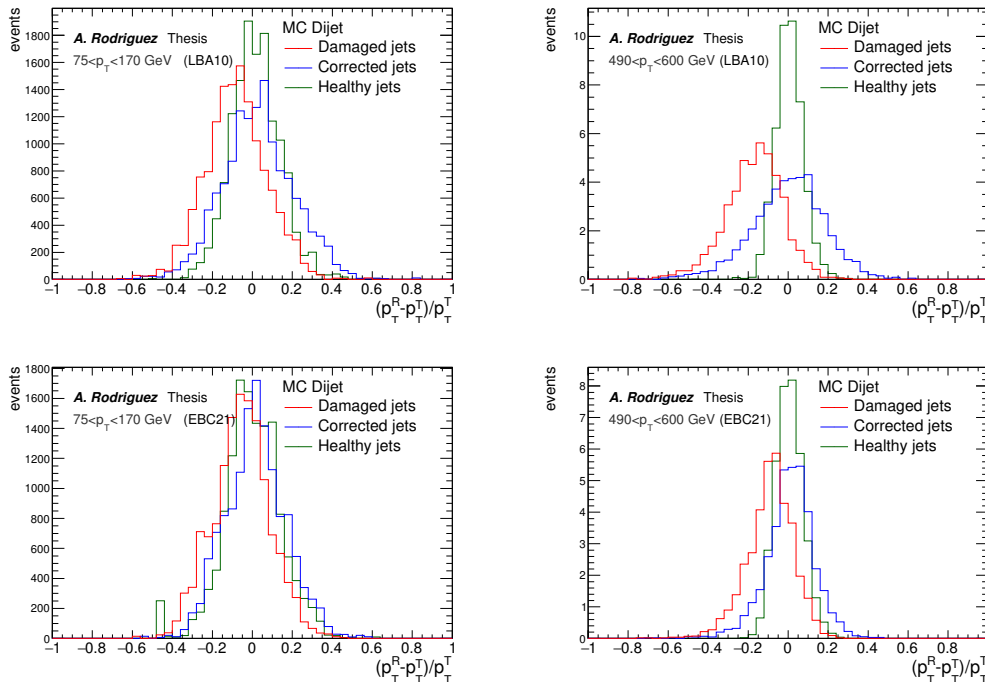 events
1800
1600
1400
1200
1000
800
600
400
200
0
A. Rodriguez Thesis
75<p_T<170 GeV (LBA10)
MC Dijet
Damaged jets
Corrected jets
Healthy jets
−1 −0.8 −0.6 −0.4 −0.2 0 0.2 0.4 0.6 0.8 1
(p_T^R-p_T^T)/p_T^T
events
10
8
6
4
2
0
A. Rodriguez Thesis
490<p_T<600 GeV (LBA10)
MC Dijet
Damaged jets
Corrected jets
Healthy jets
−1 −0.8 −0.6 −0.4 −0.2 0 0.2 0.4 0.6 0.8 1
(p_T^R-p_T^T)/p_T^T
events
1800
1600
1400
1200
1000
800
600
400
200
0
A. Rodriguez Thesis
75<p_T<170 GeV (EBC21)
MC Dijet
Damaged jets
Corrected jets
Healthy jets
−1 −0.8 −0.6 −0.4 −0.2 0 0.2 0.4 0.6 0.8 1
(p_T^R-p_T^T)/p_T^T
events
8
7
6
5
4
3
2
1
0
A. Rodriguez Thesis
490<p_T<600 GeV (EBC21)
MC Dijet
Damaged jets
Corrected jets
Healthy jets
−1 −0.8 −0.6 −0.4 −0.2 0 0.2 0.4 0.6 0.8 1
(p_T^R-p_T^T)/p_T^T